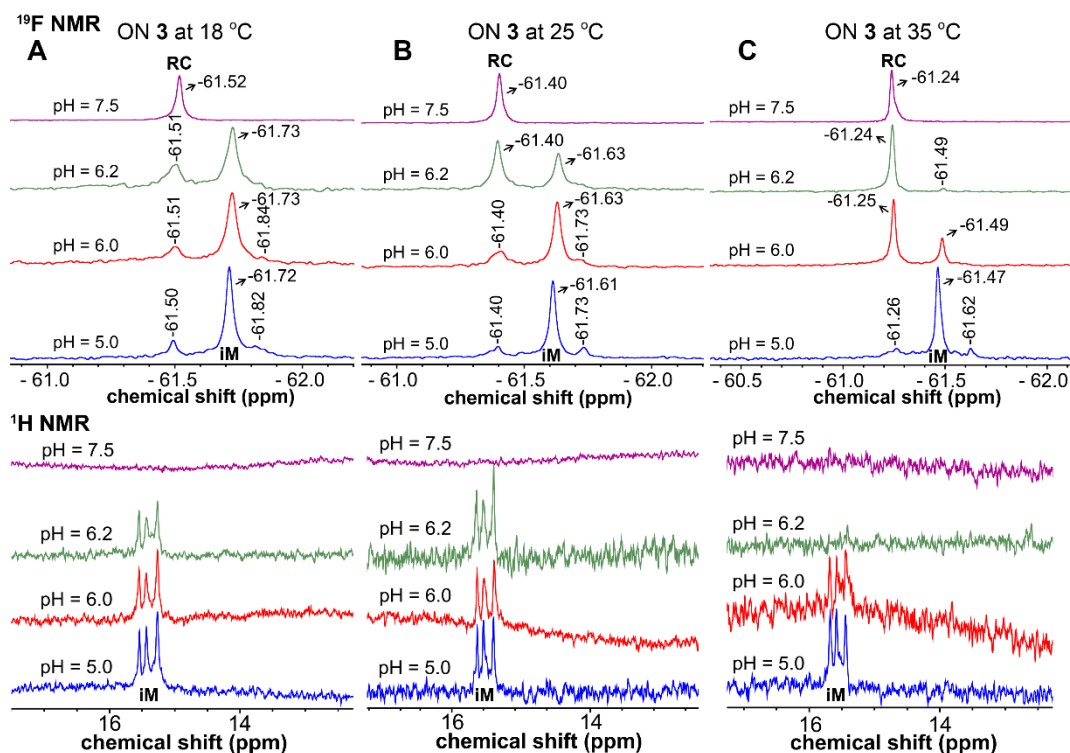 ¹⁹F NMR
ON 3 at 18 °C
ON 3 at 25 °C
ON 3 at 35 °C
A
RC
-61.52
pH = 7.5
-61.51
-61.73
pH = 6.2
-61.51
-61.73
-61.84
pH = 6.0
-61.50
-61.72
-61.82
pH = 5.0
iM
- 61.0 - 61.5 - 62.0
chemical shift (ppm)
B
RC
-61.40
pH = 7.5
-61.40
-61.63
pH = 6.2
-61.40
-61.63
-61.73
pH = 6.0
-61.40
-61.61
-61.73
pH = 5.0
iM
- 61.0 - 61.5 - 62.0
chemical shift (ppm)
C
RC
-61.24
pH = 7.5
-61.24
-61.49
pH = 6.2
-61.25
-61.49
pH = 6.0
-61.26
-61.47
-61.62
pH = 5.0
iM
- 60.5 - 61.0 - 61.5 - 62.0
chemical shift (ppm)
¹H NMR
pH = 7.5
pH = 6.2
pH = 6.0
pH = 5.0
iM
16 14
chemical shift (ppm)
pH = 7.5
pH = 6.2
pH = 6.0
pH = 5.0
iM
16 14
chemical shift (ppm)
pH = 7.5
pH = 6.2
pH = 6.0
pH = 5.0
iM
16 14
chemical shift (ppm)